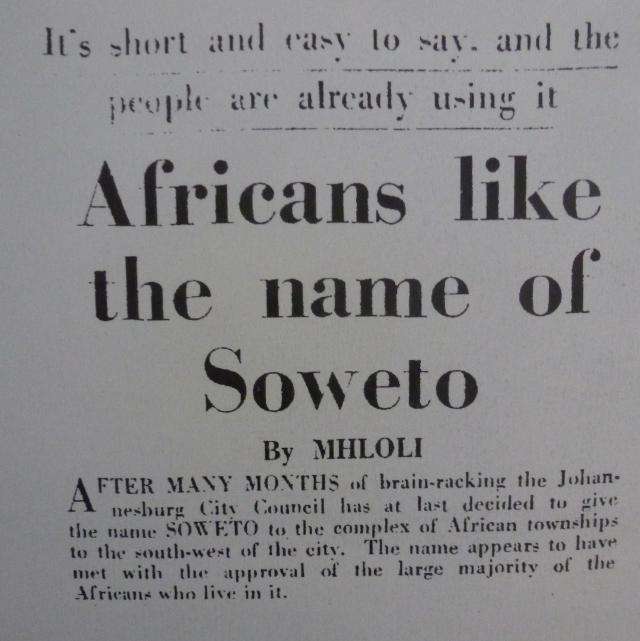 It's short and easy to say, and the
people are already using it
Africans like
the name of
Soweto
By MHLOLI
AFTER MANY MONTHS of brain-racking the Johan-
nesburg City Council has at last decided to give
the name SOWETO to the complex of African townships
to the south-west of the city. The name appears to have
met with the approval of the large majority of the
Africans who live in it.